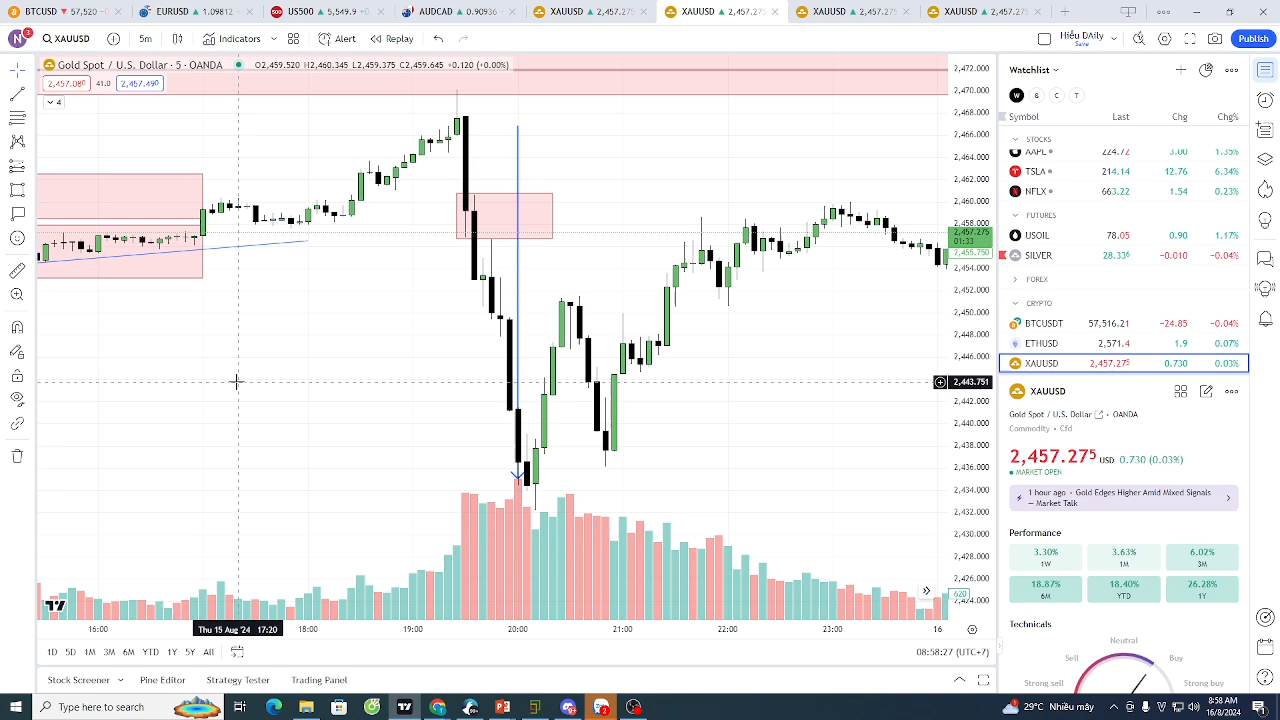 BTCUSD ▼ 57,520 −0
EURUSD ▲ 1.09812 −
US500 ▲ 5,549.9 +0
AUDCAD ▲ 0.90936
XAUUSD ▲ 2,457.27
XAUUSD ▲ 2,457.275
XAUUSD ▲ 2,457.275
XAUUSD ▲ 2,457.275
N 3
XAUUSD
5m
Indicators
Alert
Replay
Hiếu DAily
Save
Publish
Gold Spot / U.S. Dollar · 5 · OANDA
O2,459.520 H2,460.345 L2,459.375 C2,459.645 +0.120 (+0.00%)
2,457.080 41.0 2,457.490
4
2,472.000
2,470.000
2,468.000
2,466.000
2,464.000
2,462.000
2,460.000
2,458.000
2,457.275
01:33
2,455.750
2,454.000
2,452.000
2,450.000
2,448.000
2,446.000
2,443.751
2,442.000
2,440.000
2,438.000
2,436.000
2,434.000
2,432.000
2,430.000
2,428.000
2,426.000
620
2,424.000
16:00
Thu 15 Aug '24 17:20
18:00
19:00
20:00
21:00
22:00
23:00
16
1D 5D 1M 3M 6M YTD 1Y 5Y All
08:58:27 (UTC+7)
Stock Screener
Pine Editor
Strategy Tester
Trading Panel
Watchlist
W B C T
Symbol Last Chg Chg%
STOCKS
AAPL 224.72 3.00 1.35%
TSLA 214.14 12.76 6.34%
NFLX 663.22 1.54 0.23%
FUTURES
USOIL 78.05 0.90 1.17%
SILVER 28.336 −0.010 −0.04%
FOREX
CRYPTO
BTCUSDT 57,516.21 −24.85 −0.04%
ETHUSD 2,571.4 1.9 0.07%
XAUUSD 2,457.275 0.730 0.03%
XAUUSD
Gold Spot / U.S. Dollar · OANDA
Commodity · Cfd
2,457.275 USD 0.730 (0.03%)
MARKET OPEN
1 hour ago · Gold Edges Higher Amid Mixed Signals
— Market Talk
Performance
3.30%
1W
3.63%
1M
6.02%
3M
18.87%
6M
18.40%
YTD
26.28%
1Y
Technicals
Neutral
Sell
Buy
Strong sell
Strong buy
Type here to search
29°C Nhiều mây
8:58 AM
16/8/2024